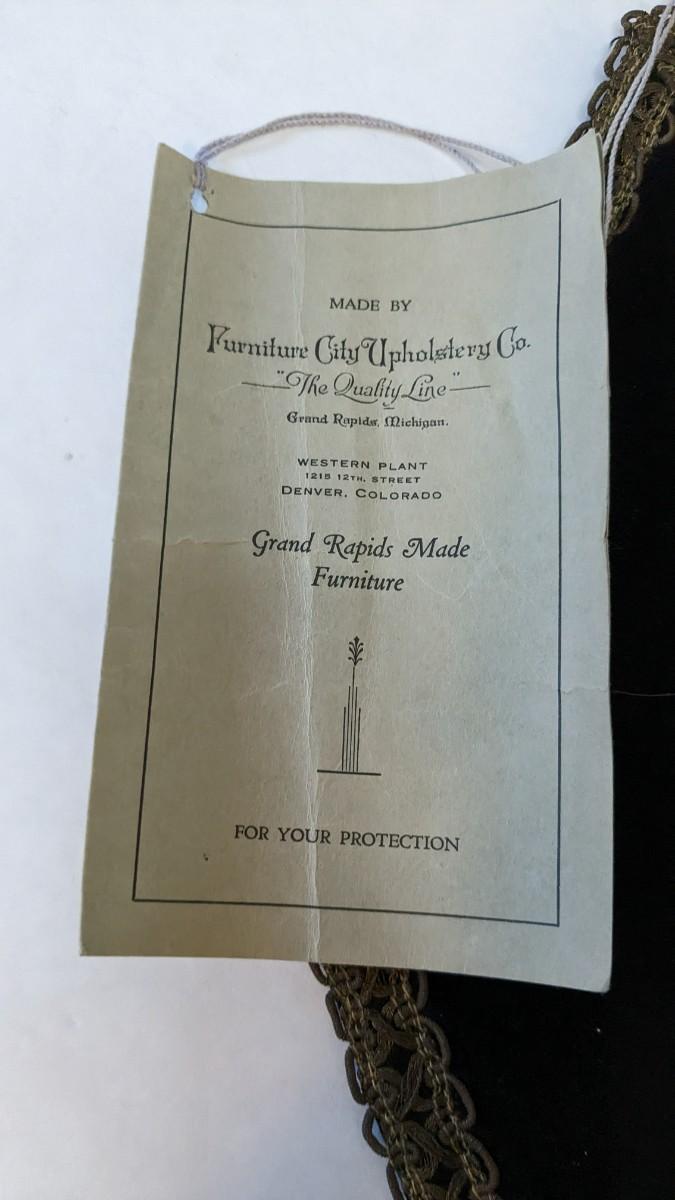 MADE BY
Furniture City Upholstery Co.
"The Quality Line"
Grand Rapids, Michigan.
WESTERN PLANT
1215 12TH. STREET
DENVER, COLORADO
Grand Rapids Made
Furniture
FOR YOUR PROTECTION